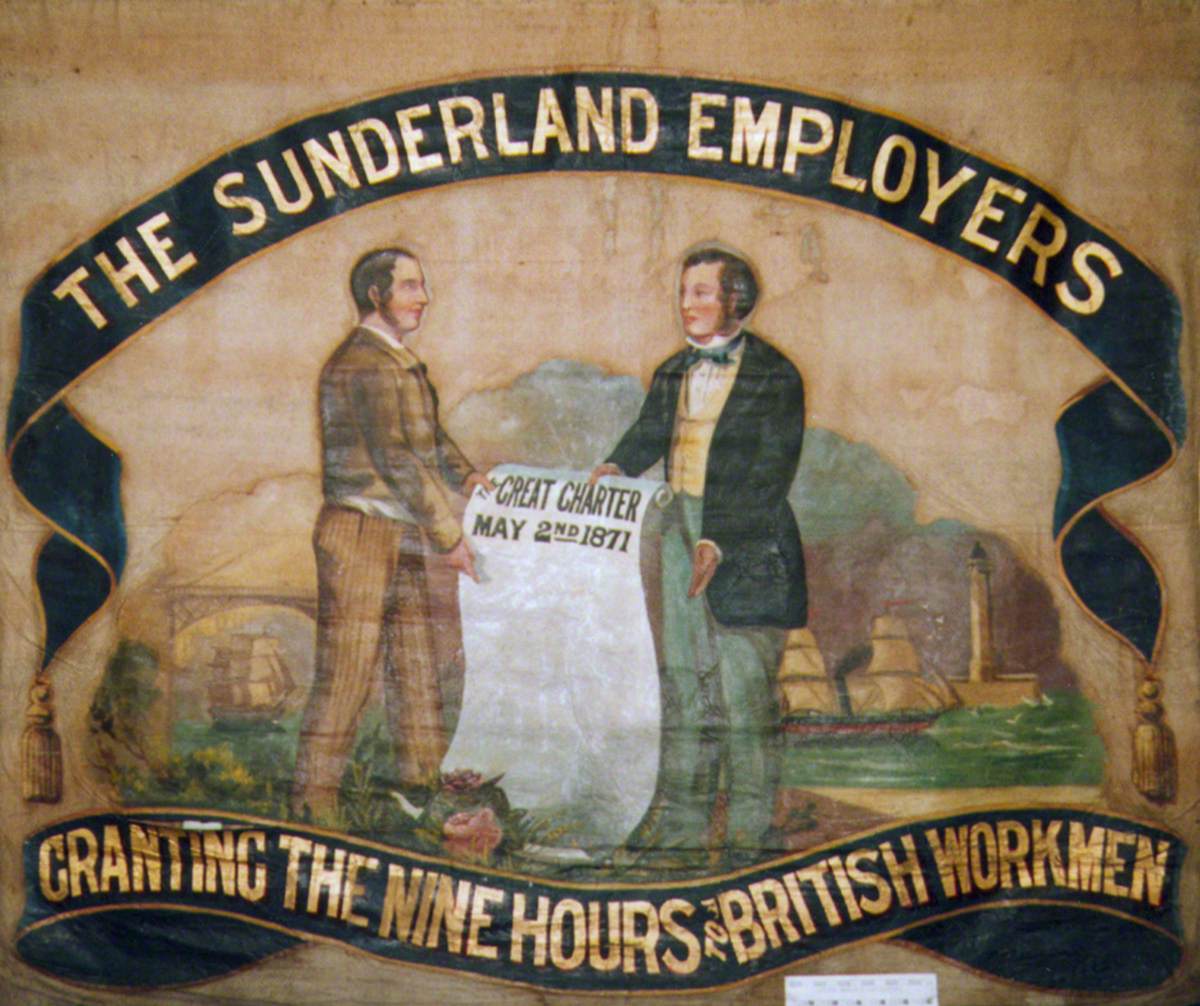 THE SUNDERLAND EMPLOYERS
THE GREAT CHARTER
MAY 2ND 1871
GRANTING THE NINE HOURS TO BRITISH WORKMEN